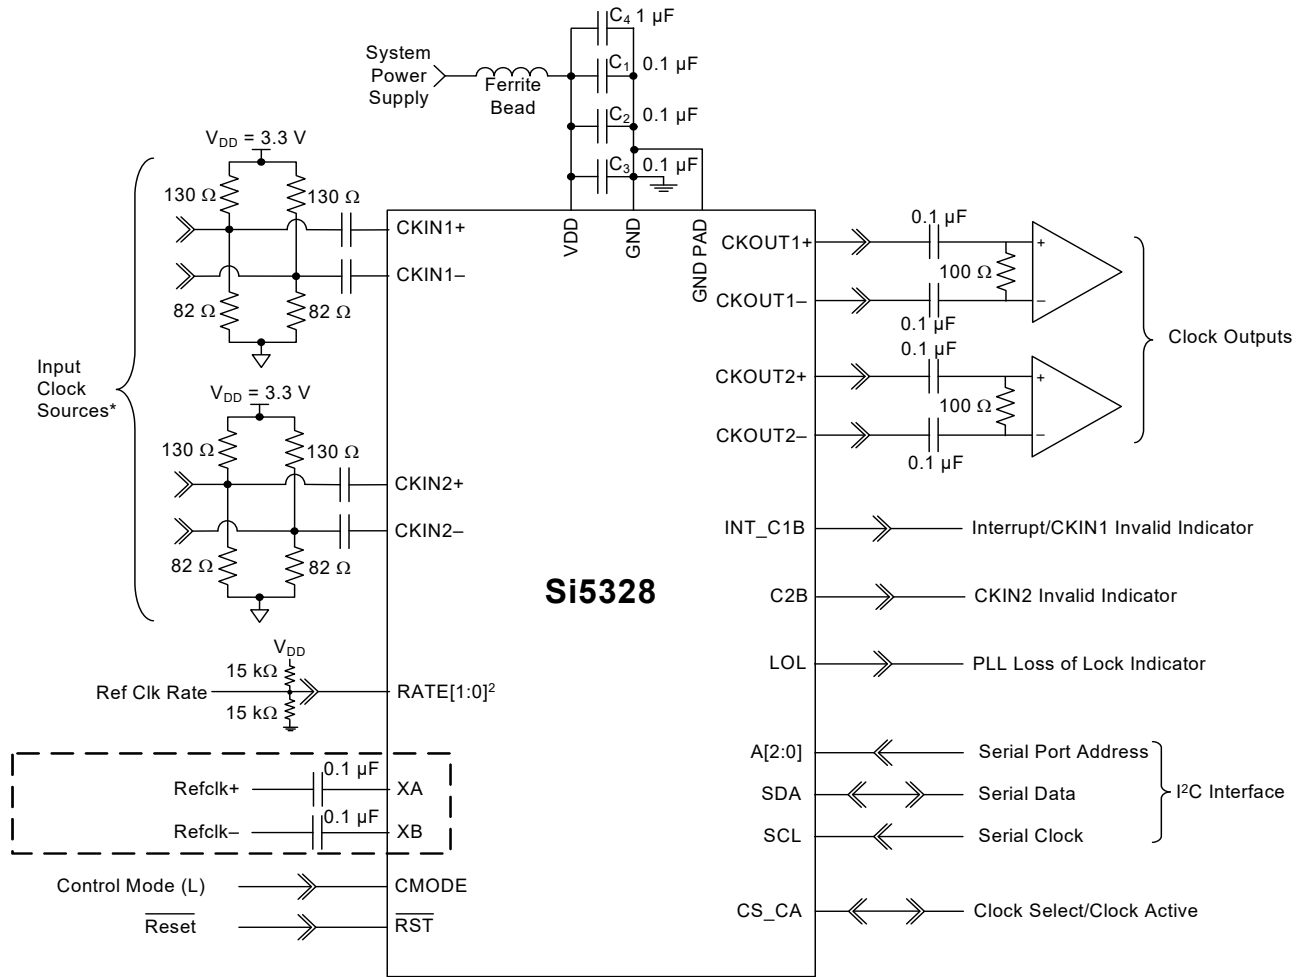 C4 1 µF
System
Power
Supply
Ferrite
Bead
C1 0.1 µF
C2 0.1 µF
C3 0.1 µF
VDD = 3.3 V
130 Ω
130 Ω
82 Ω
82 Ω
Input
Clock
Sources*
VDD = 3.3 V
130 Ω
130 Ω
82 Ω
82 Ω
VDD
15 kΩ
Ref Clk Rate
15 kΩ
0.1 µF
Refclk+
0.1 µF
Refclk–
Control Mode (L)
Reset
CKIN1+
CKIN1–
CKIN2+
CKIN2–
RATE[1:0]²
XA
XB
CMODE
RST
VDD
GND
GND PAD
Si5328
CKOUT1+
CKOUT1–
CKOUT2+
CKOUT2–
INT_C1B
C2B
LOL
A[2:0]
SDA
SCL
CS_CA
0.1 µF
+
100 Ω
–
0.1 µF
0.1 µF
+
100 Ω
–
0.1 µF
Clock Outputs
Interrupt/CKIN1 Invalid Indicator
CKIN2 Invalid Indicator
PLL Loss of Lock Indicator
Serial Port Address
Serial Data
Serial Clock
I²C Interface
Clock Select/Clock Active